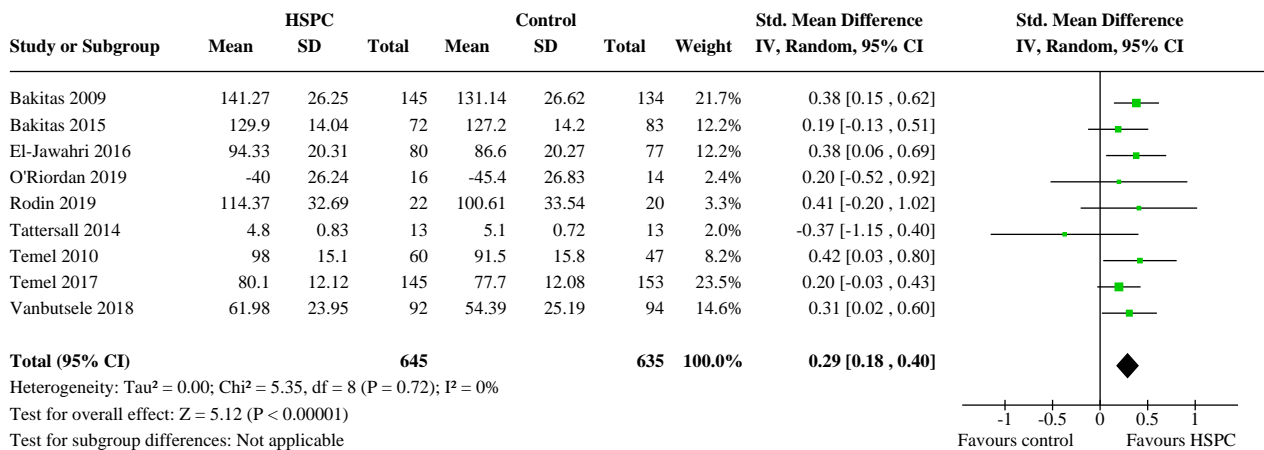 HSPC Control Std. Mean Difference Std. Mean Difference
Study or Subgroup Mean SD Total Mean SD Total Weight IV, Random, 95% CI IV, Random, 95% CI
Bakitas 2009 141.27 26.25 145 131.14 26.62 134 21.7% 0.38 [0.15 , 0.62]
Bakitas 2015 129.9 14.04 72 127.2 14.2 83 12.2% 0.19 [-0.13 , 0.51]
El-Jawahri 2016 94.33 20.31 80 86.6 20.27 77 12.2% 0.38 [0.06 , 0.69]
O'Riordan 2019 -40 26.24 16 -45.4 26.83 14 2.4% 0.20 [-0.52 , 0.92]
Rodin 2019 114.37 32.69 22 100.61 33.54 20 3.3% 0.41 [-0.20 , 1.02]
Tattersall 2014 4.8 0.83 13 5.1 0.72 13 2.0% -0.37 [-1.15 , 0.40]
Temel 2010 98 15.1 60 91.5 15.8 47 8.2% 0.42 [0.03 , 0.80]
Temel 2017 80.1 12.12 145 77.7 12.08 153 23.5% 0.20 [-0.03 , 0.43]
Vanbutsele 2018 61.98 23.95 92 54.39 25.19 94 14.6% 0.31 [0.02 , 0.60]
Total (95% CI) 645 635 100.0% 0.29 [0.18 , 0.40]
Heterogeneity: Tau² = 0.00; Chi² = 5.35, df = 8 (P = 0.72); I² = 0%
Test for overall effect: Z = 5.12 (P < 0.00001)
Test for subgroup differences: Not applicable
-1 -0.5 0 0.5 1
Favours control Favours HSPC